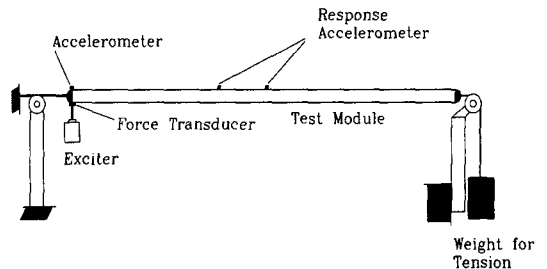 Response
Accelerometer
Accelerometer
Force Transducer
Test Module
Exciter
Weight for
Tension